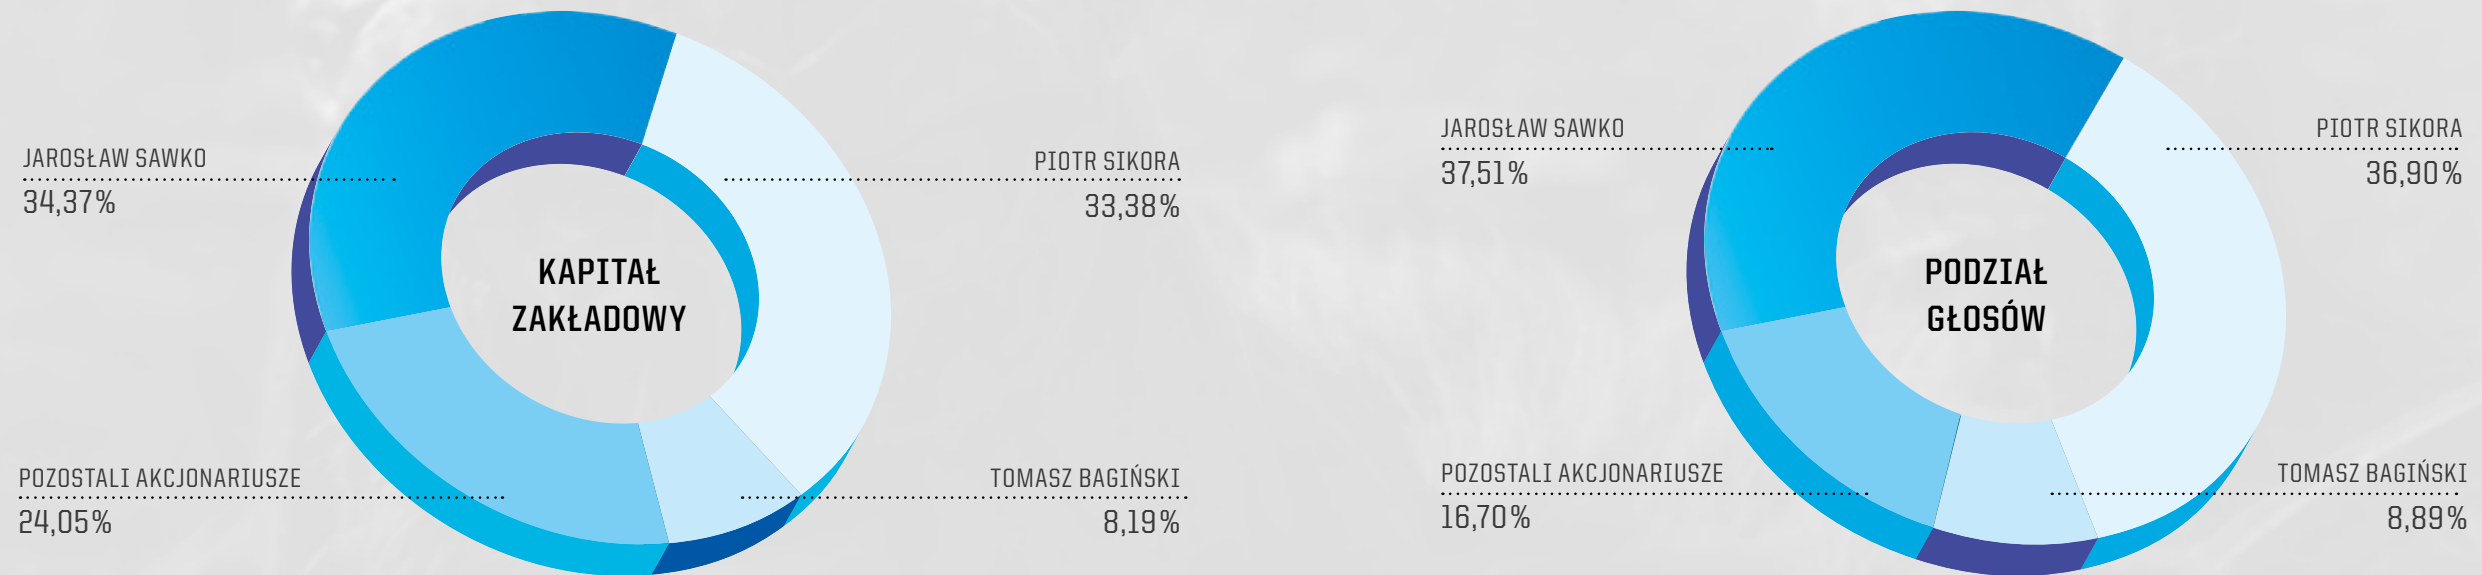 JAROSŁAW SAWKO
34,37%
PIOTR SIKORA
33,38%
KAPITAŁ
ZAKŁADOWY
POZOSTALI AKCJONARIUSZE
24,05%
TOMASZ BAGIŃSKI
8,19%
JAROSŁAW SAWKO
37,51%
PIOTR SIKORA
36,90%
PODZIAŁ
GŁOSÓW
POZOSTALI AKCJONARIUSZE
16,70%
TOMASZ BAGIŃSKI
8,89%